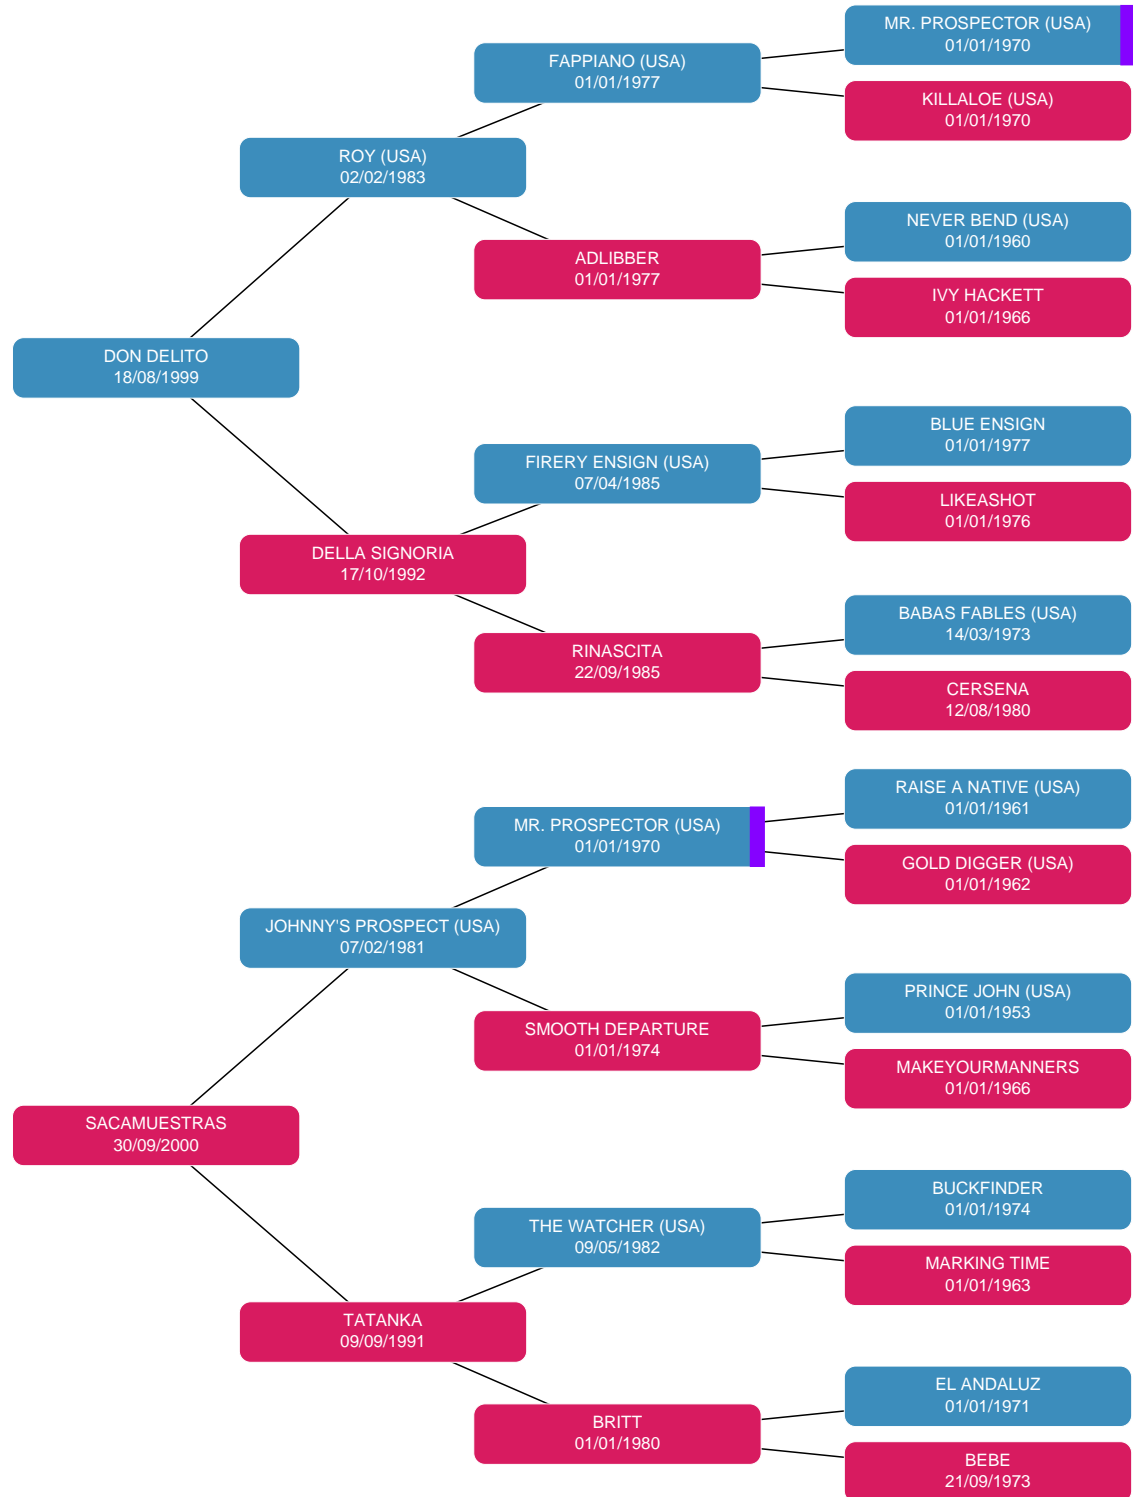 MR. PROSPECTOR (USA)
01/01/1970
FAPPIANO (USA)
01/01/1977
KILLALOE (USA)
01/01/1970
ROY (USA)
02/02/1983
NEVER BEND (USA)
01/01/1960
ADLIBBER
01/01/1977
IVY HACKETT
01/01/1966
DON DELITO
18/08/1999
BLUE ENSIGN
01/01/1977
FIRERY ENSIGN (USA)
07/04/1985
LIKEASHOT
01/01/1976
DELLA SIGNORIA
17/10/1992
BABAS FABLES (USA)
14/03/1973
RINASCITA
22/09/1985
CERSENA
12/08/1980
RAISE A NATIVE (USA)
01/01/1961
MR. PROSPECTOR (USA)
01/01/1970
GOLD DIGGER (USA)
01/01/1962
JOHNNY'S PROSPECT (USA)
07/02/1981
PRINCE JOHN (USA)
01/01/1953
SMOOTH DEPARTURE
01/01/1974
MAKEYOURMANNERS
01/01/1966
SACAMUESTRAS
30/09/2000
BUCKFINDER
01/01/1974
THE WATCHER (USA)
09/05/1982
MARKING TIME
01/01/1963
TATANKA
09/09/1991
EL ANDALUZ
01/01/1971
BRITT
01/01/1980
BEBE
21/09/1973